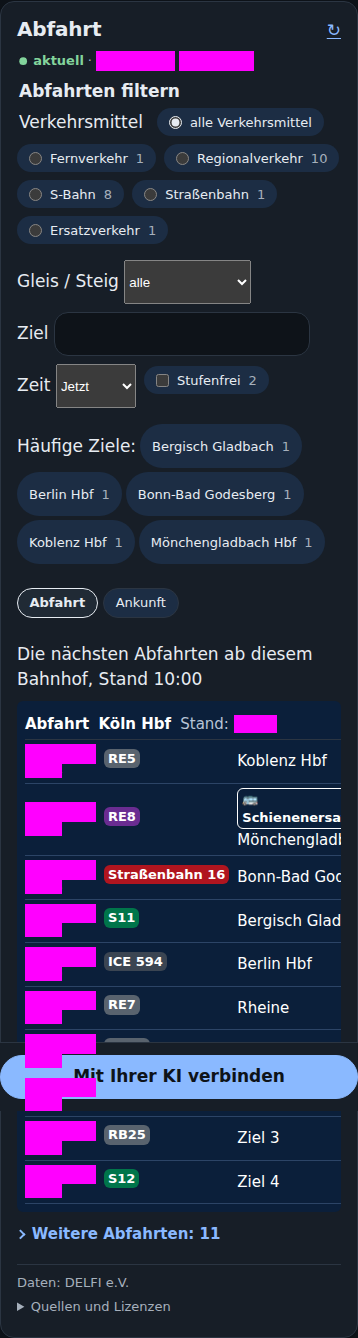 Abfahrt ↻
● aktuell ·
Abfahrten filtern
Verkehrsmittel alle Verkehrsmittel
Fernverkehr 1 Regionalverkehr 10
S-Bahn 8 Straßenbahn 1
Ersatzverkehr 1
Gleis / Steig alle
Ziel
Zeit Jetzt Stufenfrei 2
Häufige Ziele: Bergisch Gladbach 1
Berlin Hbf 1 Bonn-Bad Godesberg 1
Koblenz Hbf 1 Mönchengladbach Hbf 1
Abfahrt Ankunft
Die nächsten Abfahrten ab diesem
Bahnhof, Stand 10:00
Abfahrt Köln Hbf Stand:
RE5 Koblenz Hbf
RE8 Schienenersa
Mönchengladb
Straßenbahn 16 Bonn-Bad God
S11 Bergisch Glad
ICE 594 Berlin Hbf
RE7 Rheine
Mit Ihrer KI verbinden
RB25 Ziel 3
S12 Ziel 4
Weitere Abfahrten: 11
Daten: DELFI e.V.
Quellen und Lizenzen